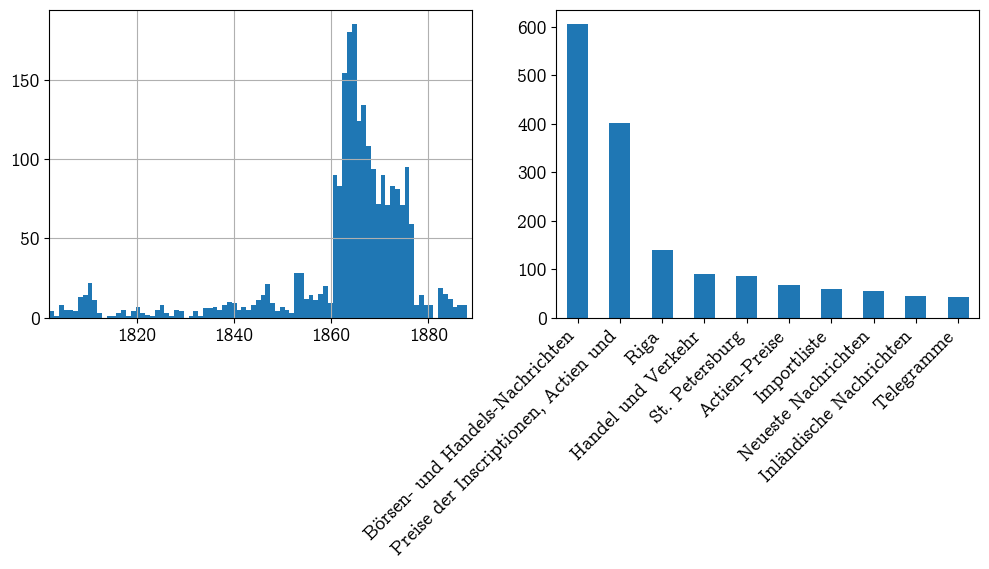 150
100
50
0
1820
1840
1860
1880
600
500
400
300
200
100
0
Börsen- und Handels-Nachrichten
Preise der Inscriptionen, Actien und
Riga
Handel und Verkehr
St. Petersburg
Actien-Preise
Importliste
Neueste Nachrichten
Inländische Nachrichten
Telegramme